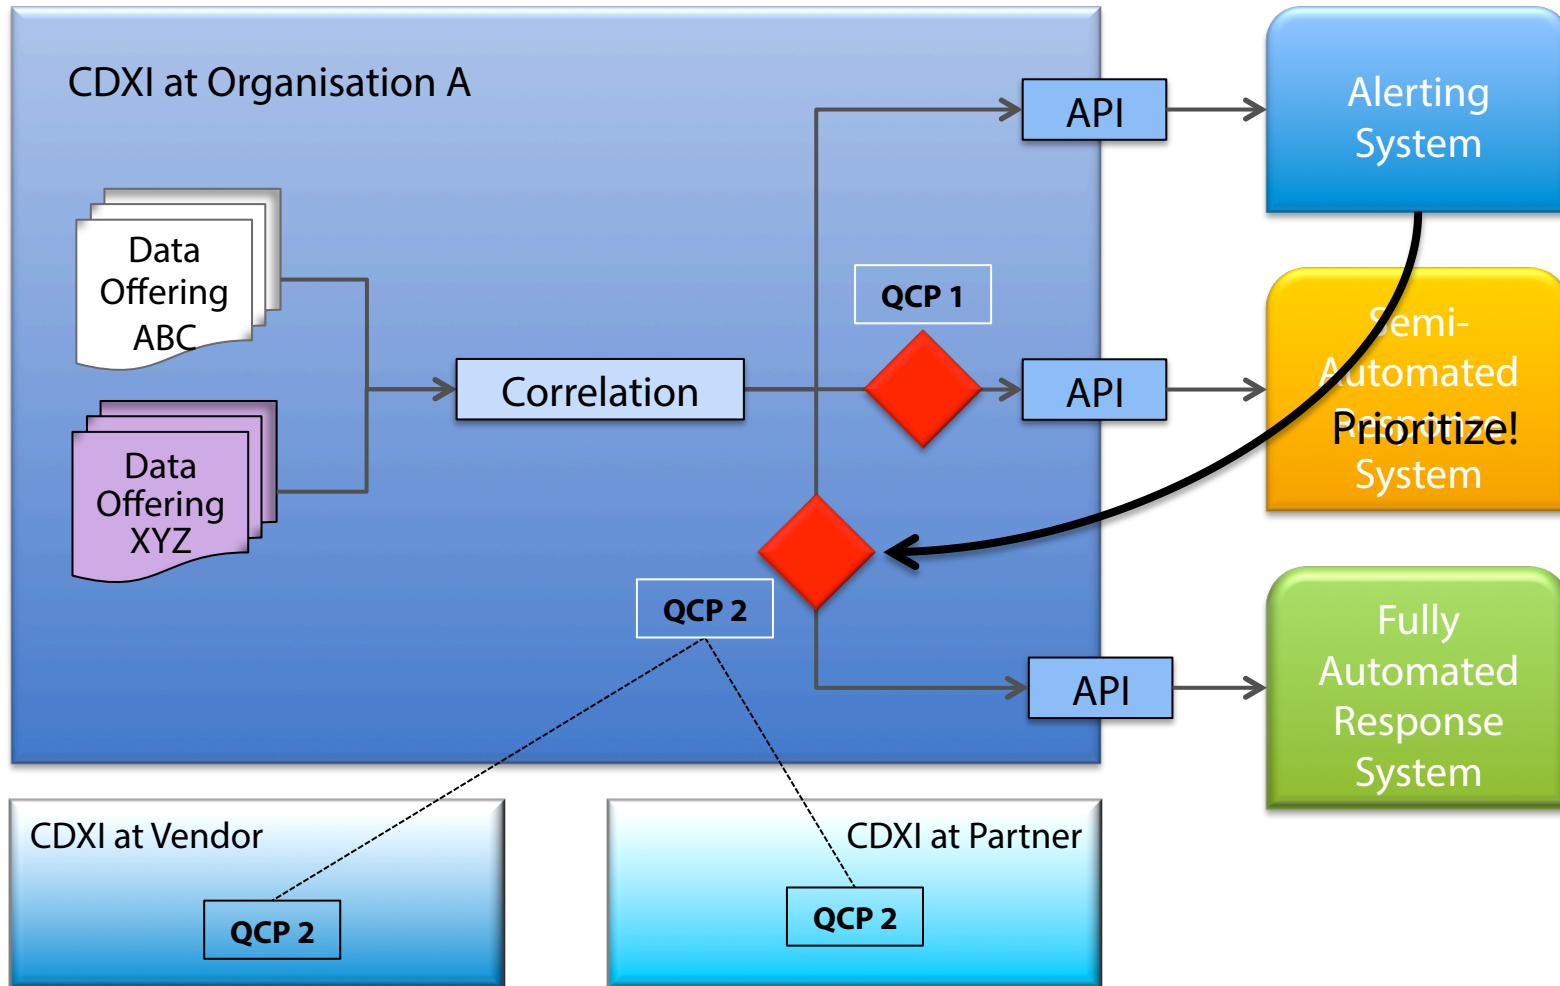 CDXI at Organisation A
API
Alerting
System
Data
Offering
ABC
QCP 1
Correlation
API
Semi-
Automated
Response
System
Prioritize!
Data
Offering
XYZ
QCP 2
API
Fully
Automated
Response
System
CDXI at Vendor
QCP 2
CDXI at Partner
QCP 2